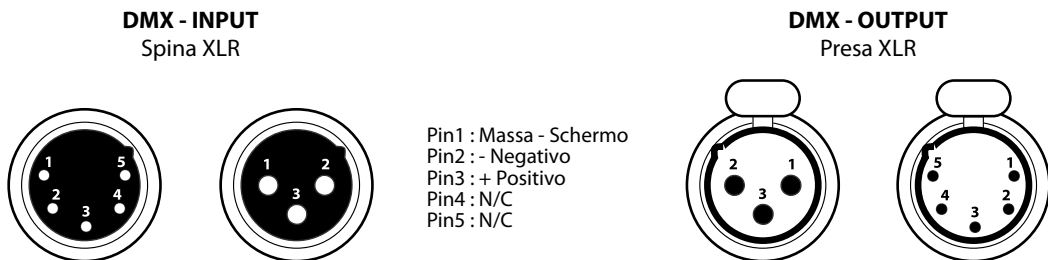 DMX - INPUT
Spina XLR
1
5
2
4
3
1
2
3
Pin1 : Massa - Schermo
Pin2 : - Negativo
Pin3 : + Positivo
Pin4 : N/C
Pin5 : N/C
DMX - OUTPUT
Presa XLR
2
1
3
5
1
4
2
3